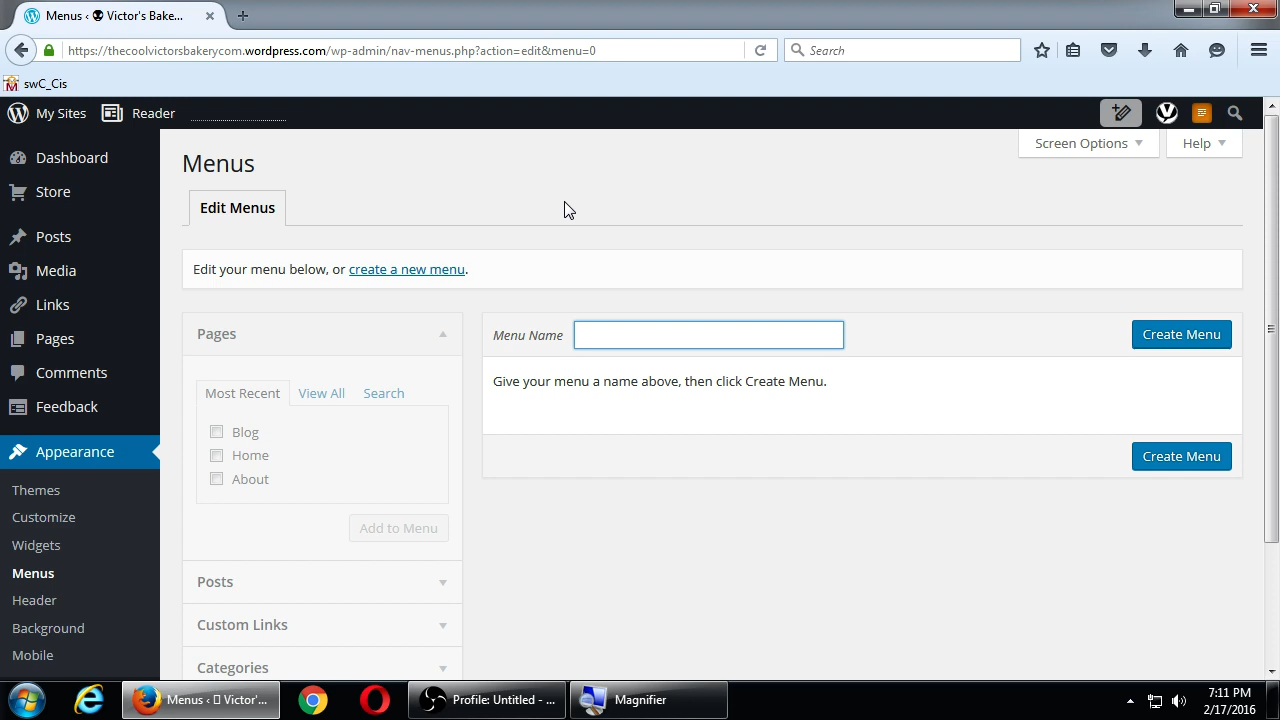 Menus ‹ Victor's Bake...
https://thecoolvictorsbakerycom.wordpress.com/wp-admin/nav-menus.php?action=edit&menu=0
Search
swC_Cis
My Sites
Reader
Dashboard
Store
Posts
Media
Links
Pages
Comments
Feedback
Appearance
Themes
Customize
Widgets
Menus
Header
Background
Mobile
Screen Options
Help
Menus
Edit Menus
Edit your menu below, or create a new menu.
Pages
Most Recent View All Search
Blog
Home
About
Add to Menu
Posts
Custom Links
Categories
Menu Name
Create Menu
Give your menu a name above, then click Create Menu.
Create Menu
Menus ‹ Victor'...
Profile: Untitled - ...
Magnifier
7:11 PM
2/17/2016